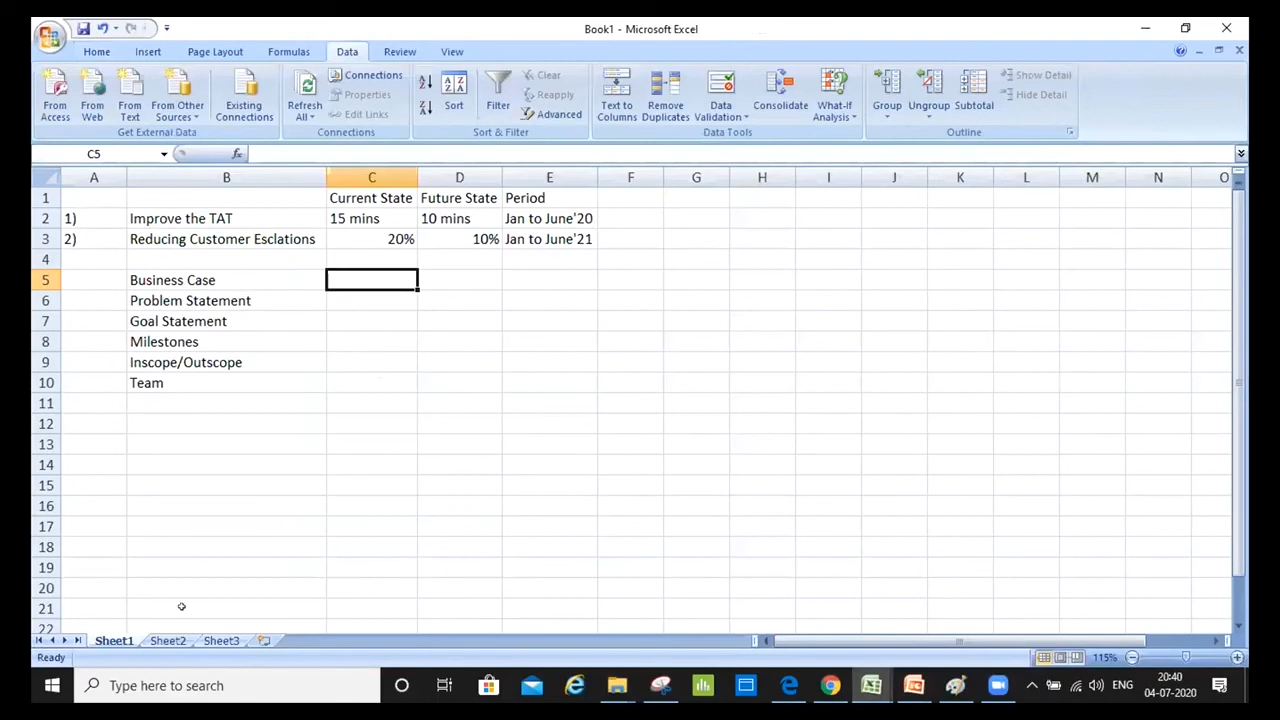 Book1 - Microsoft Excel
Home Insert Page Layout Formulas Data Review View
From Access
From Web
From Text
From Other Sources
Existing Connections
Refresh All
Connections
Properties
Edit Links
Sort
Filter
Clear
Reapply
Advanced
Text to Columns
Remove Duplicates
Data Validation
Consolidate
What-If Analysis
Group
Ungroup
Subtotal
Show Detail
Hide Detail
Get External Data Connections Sort & Filter Data Tools Outline
C5 fx
A B C D E F G H I J K L M N O
1 Current State Future State Period
2 1) Improve the TAT 15 mins 10 mins Jan to June'20
3 2) Reducing Customer Esclations 20% 10% Jan to June'21
4
5 Business Case
6 Problem Statement
7 Goal Statement
8 Milestones
9 Inscope/Outscope
10 Team
11
12
13
14
15
16
17
18
19
20
21
22
Sheet1 Sheet2 Sheet3
Ready 115%
Type here to search ENG 20:40
04-07-2020